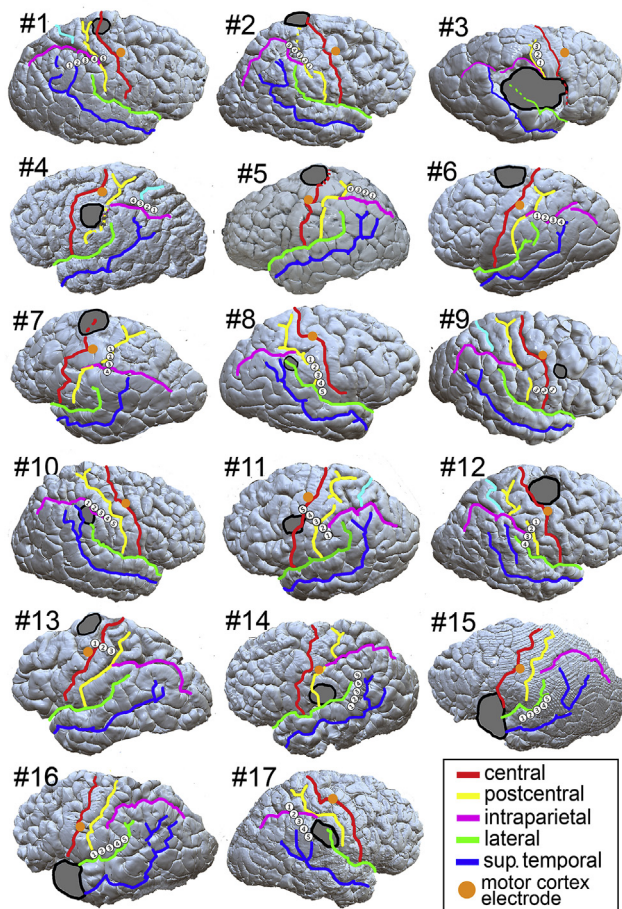 #1 #2 #3
#4 #5 #6
#7 #8 #9
#10 #11 #12
#13 #14 #15
#16 #17
central
postcentral
intraparietal
lateral
sup. temporal
motor cortex
electrode